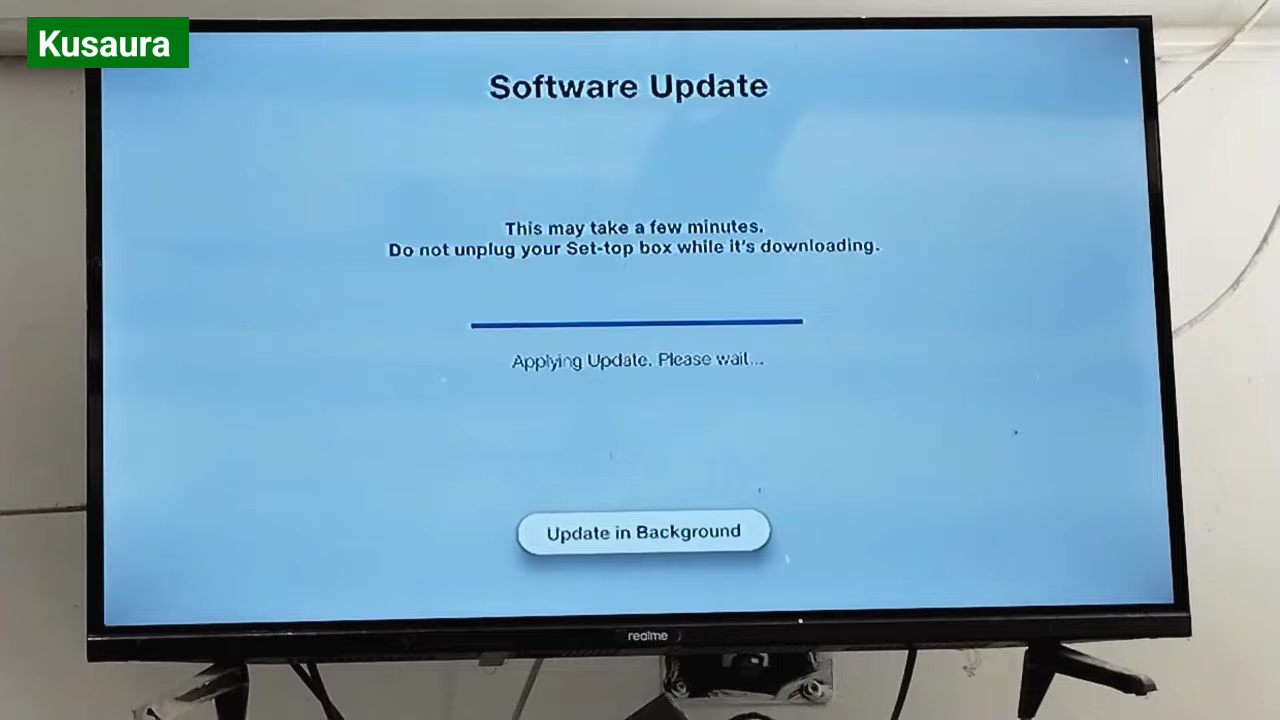 Kusaura
Software Update
This may take a few minutes.
Do not unplug your Set-top box while it's downloading.
Applying Update. Please wait...
Update in Background
realme